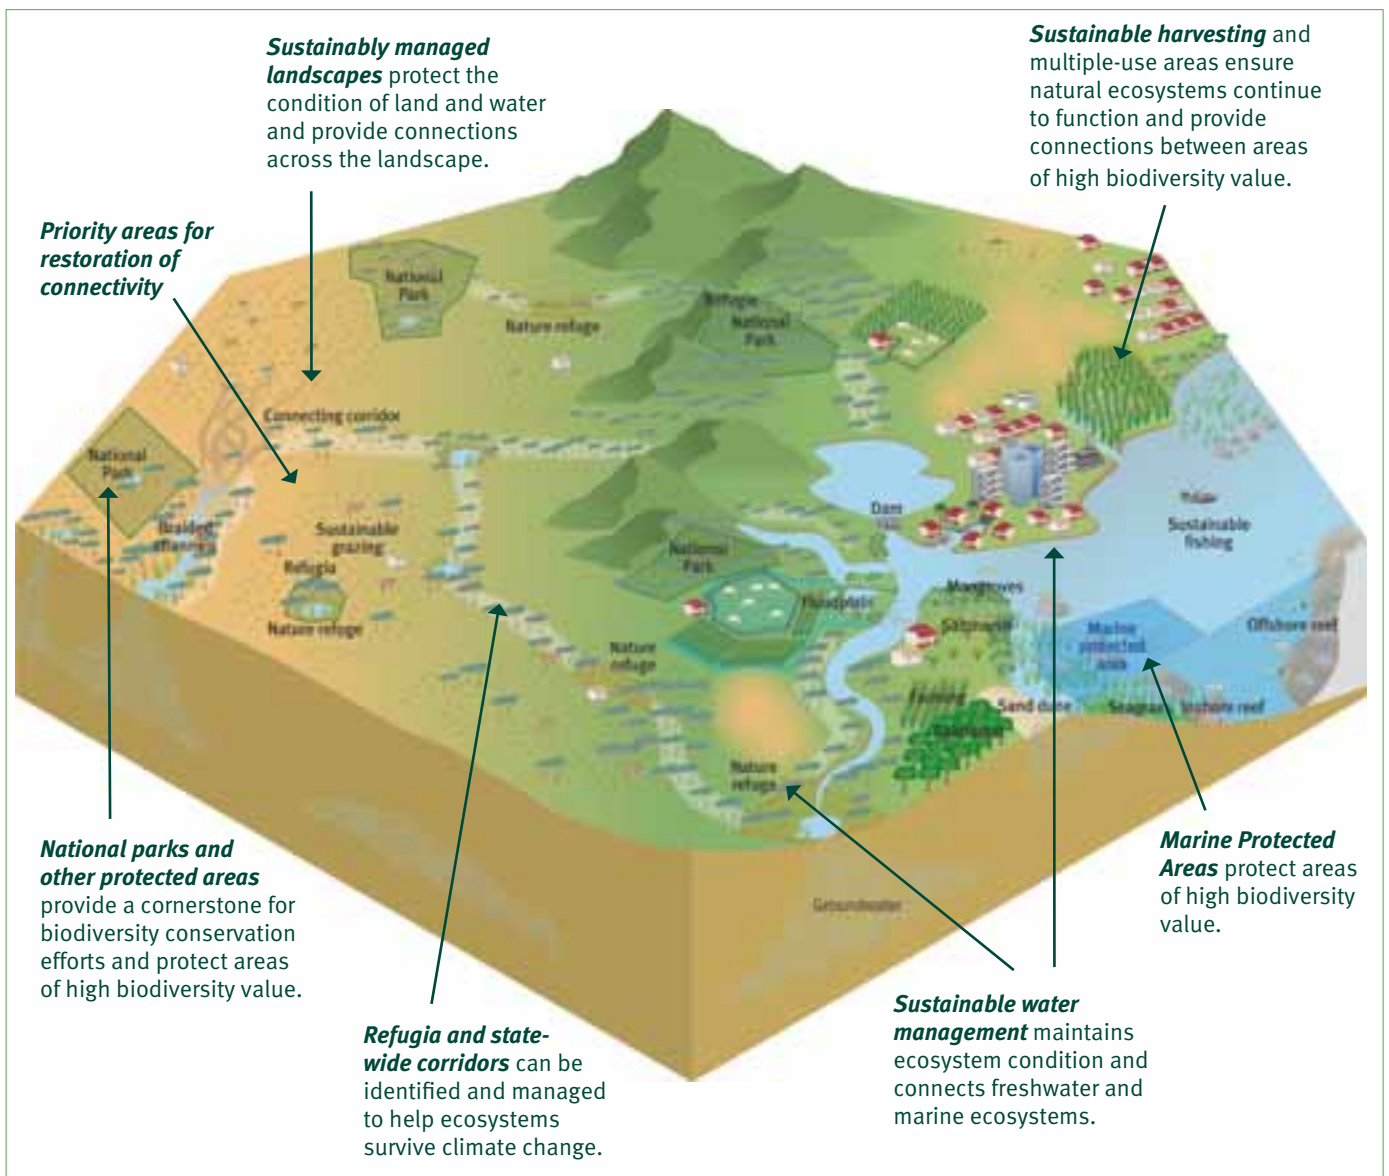 Sustainably managed
landscapes protect the
condition of land and water
and provide connections
across the landscape.
Sustainable harvesting and
multiple-use areas ensure
natural ecosystems continue
to function and provide
connections between areas
of high biodiversity value.
Priority areas for
restoration of
connectivity
National
Park
Nature refuge
Refugia
National
Park
Connecting corridor
National
Park
Braided
channels
Sustainable
grazing
Refugia
Nature refuge
Dam
Sustainable
fishing
National
Park
Floodplain
Mangroves
Saltmarsh
Marine
protected
area
Offshore reef
Nature
refuge
Farming
Sand dune
Seagrass
Inshore reef
Nature
refuge
Groundwater
National parks and
other protected areas
provide a cornerstone for
biodiversity conservation
efforts and protect areas
of high biodiversity value.
Refugia and state-
wide corridors can be
identified and managed
to help ecosystems
survive climate change.
Sustainable water
management maintains
ecosystem condition and
connects freshwater and
marine ecosystems.
Marine Protected
Areas protect areas
of high biodiversity
value.